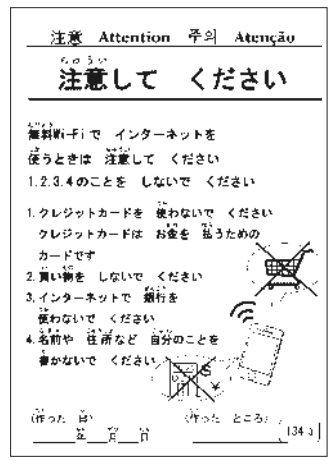 注意 Attention 주의 Atenção
ちゅうい
注意して ください
無料Wi-Fiで インターネットを
使うときは 注意して ください
1.2.3.4のことを しないで ください
1.クレジットカードを 使わないで ください
クレジットカードは お金を 払うための
カードです
2.買い物を しないで ください
3.インターネットで 銀行を
使わないで ください
4.名前や 住所など 自分のことを
書かないで ください
$ ¥
(作った 日) (作った ところ)
年 月 日